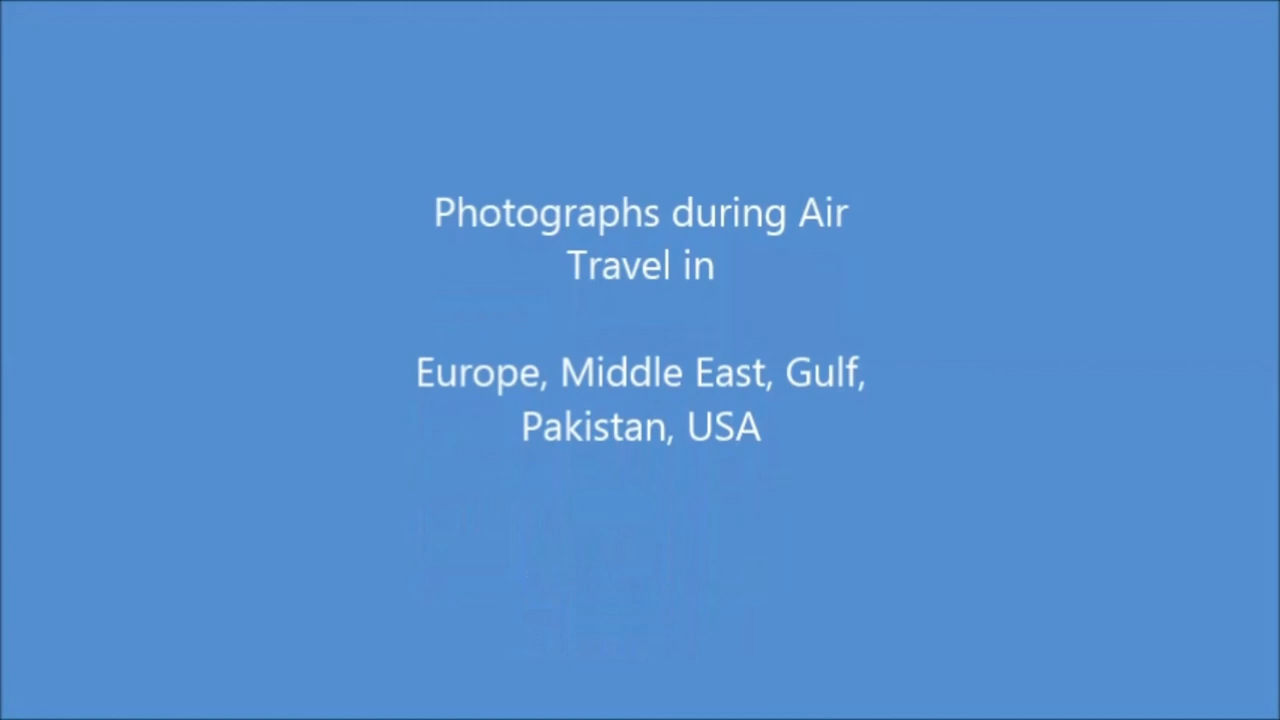 Photographs during Air
Travel in
Europe, Middle East, Gulf,
Pakistan, USA